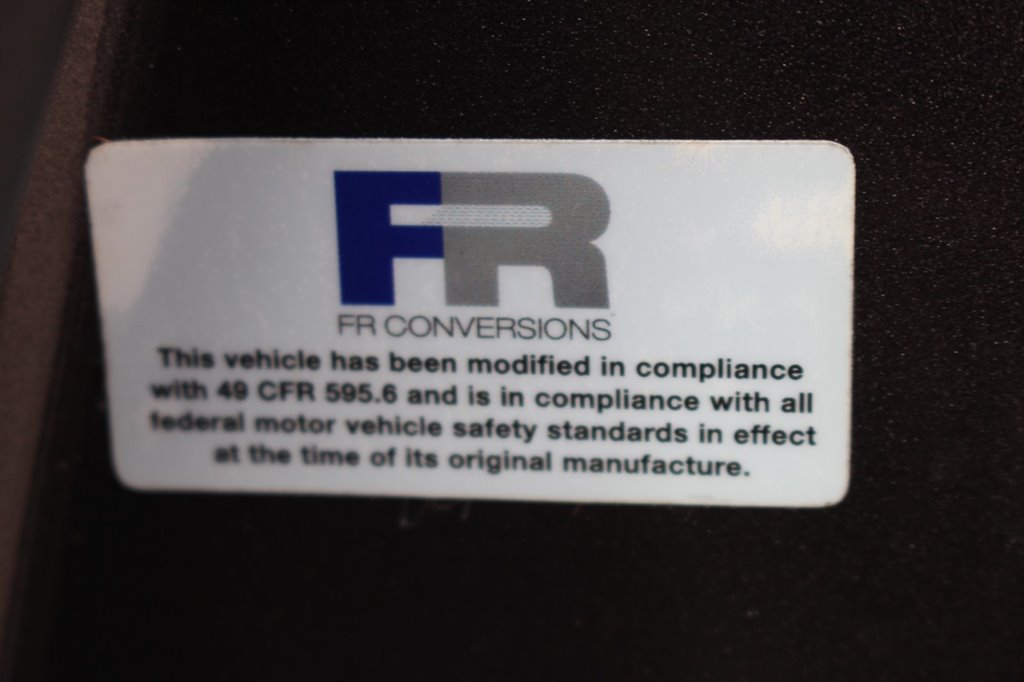 FR
FR CONVERSIONS
This vehicle has been modified in compliance
with 49 CFR 595.6 and is in compliance with all
federal motor vehicle safety standards in effect
at the time of its original manufacture.